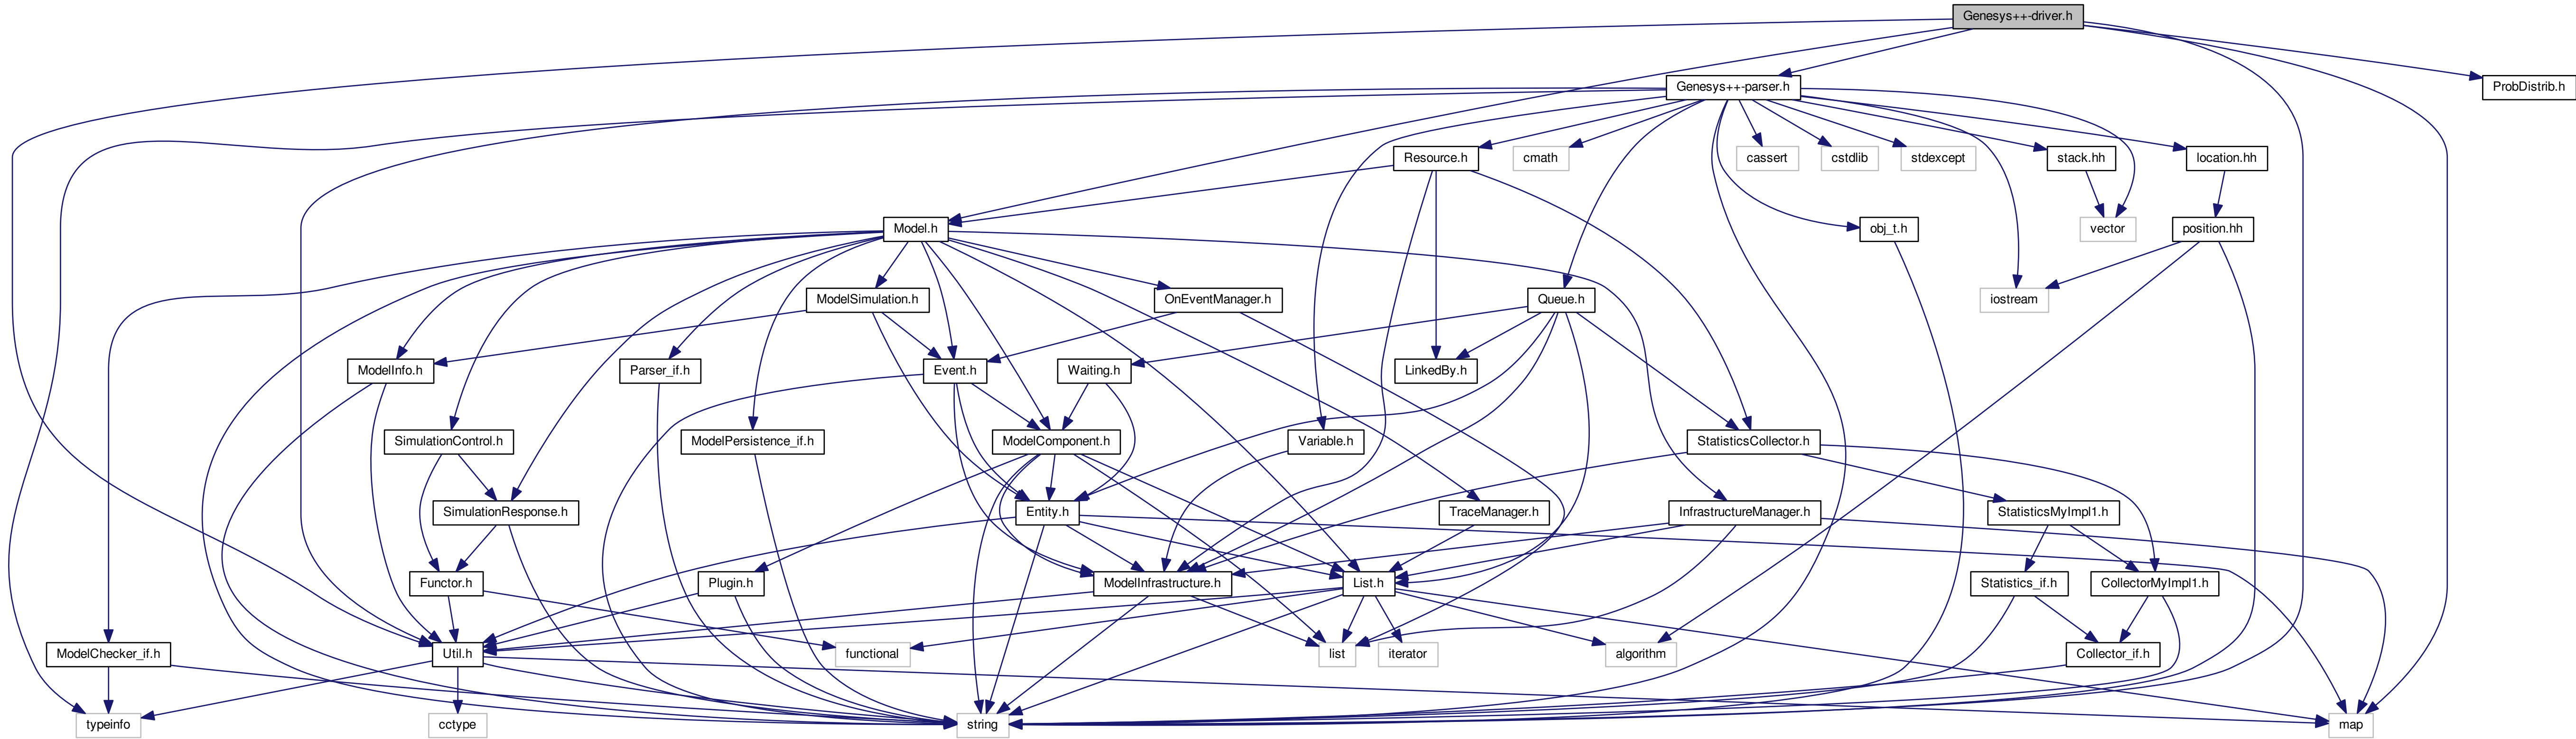 Genesys++-driver.h
Genesys++-parser.h
ProbDistrib.h
Resource.h
cmath
cassert
cstdlib
stdexcept
stack.hh
location.hh
Model.h
obj_t.h
vector
position.hh
ModelSimulation.h
OnEventManager.h
Queue.h
iostream
ModelInfo.h
Parser_if.h
Event.h
Waiting.h
LinkedBy.h
SimulationControl.h
ModelPersistence_if.h
ModelComponent.h
Variable.h
StatisticsCollector.h
SimulationResponse.h
Entity.h
TraceManager.h
InfrastructureManager.h
StatisticsMyImpl1.h
Functor.h
Plugin.h
ModelInfrastructure.h
List.h
Statistics_if.h
CollectorMyImpl1.h
ModelChecker_if.h
Util.h
functional
list
iterator
algorithm
Collector_if.h
typeinfo
cctype
string
map